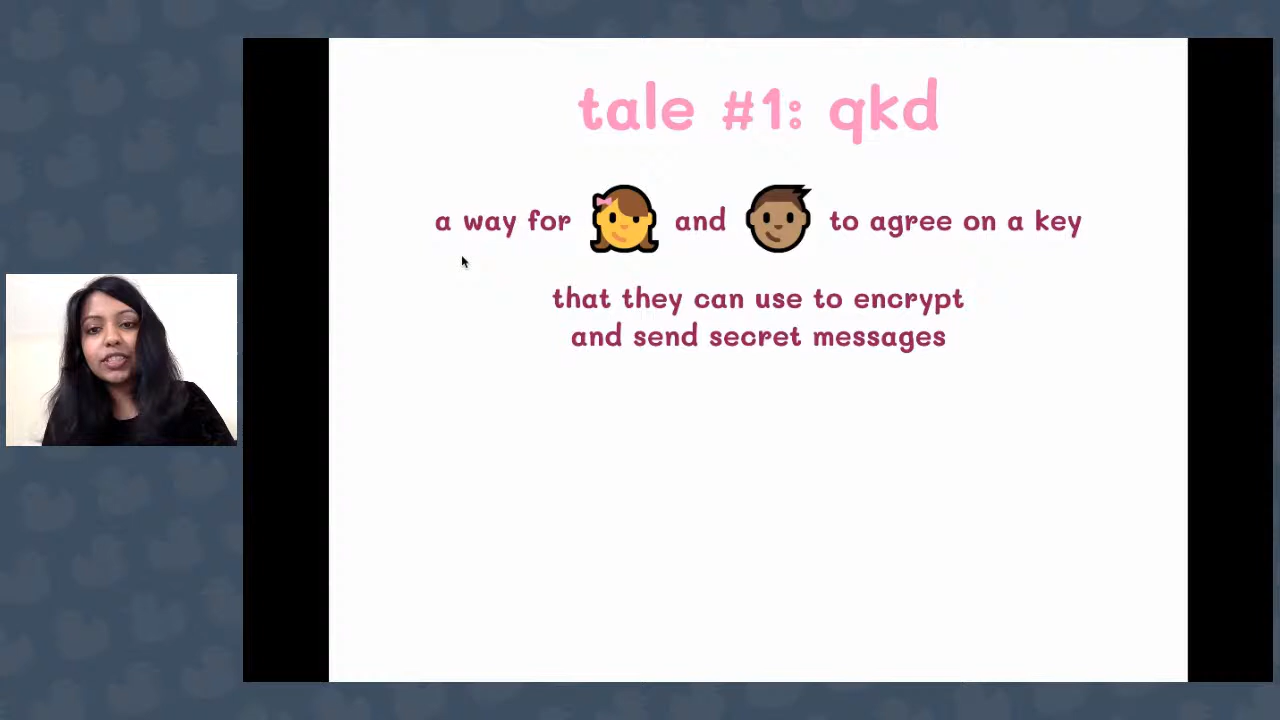 tale #1: qkd
a way for and to agree on a key
that they can use to encrypt
and send secret messages